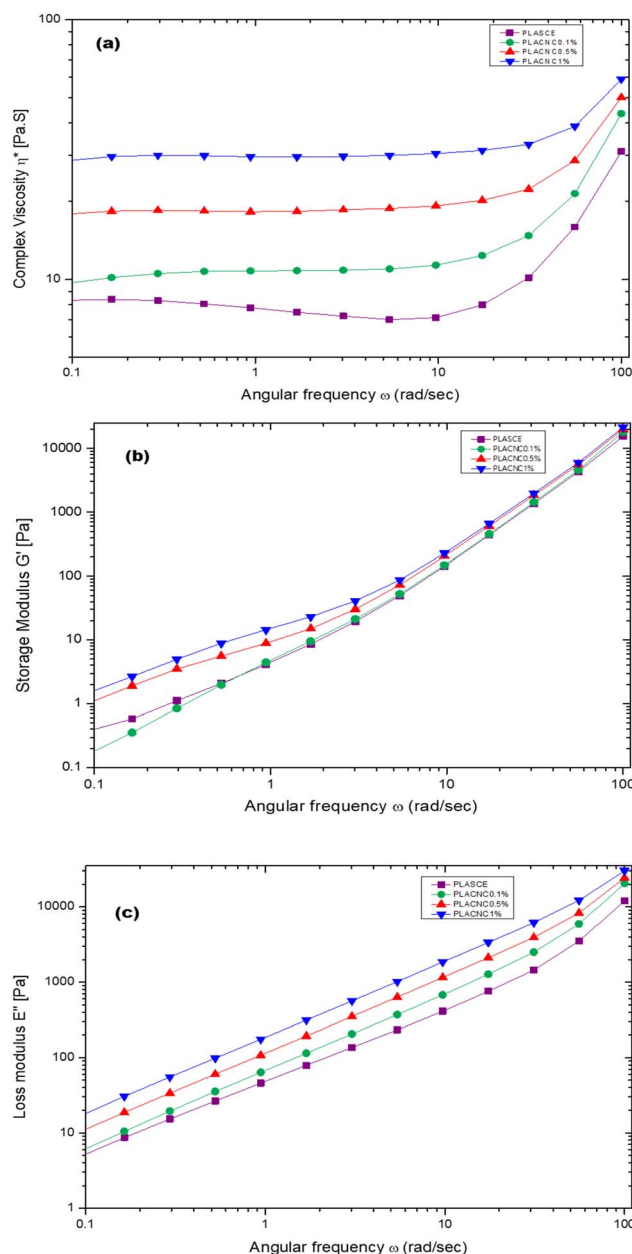 (a)
PLASCE
PLACNC0.1%
PLACNC0.5%
PLACNC1%
Complex Viscosity η* [Pa.S]
100
10
0.1
1
10
100
Angular frequency ω (rad/sec)
(b)
PLASCE
PLACNC0.1%
PLACNC0.5%
PLACNC1%
Storage Modulus G' [Pa]
10000
1000
100
10
1
0.1
0.1
1
10
100
Angular frequency ω (rad/sec)
(c)
PLASCE
PLACNC0.1%
PLACNC0.5%
PLACNC1%
Loss modulus E'' [Pa]
10000
1000
100
10
1
0.1
1
10
100
Angular frequency ω (rad/sec)